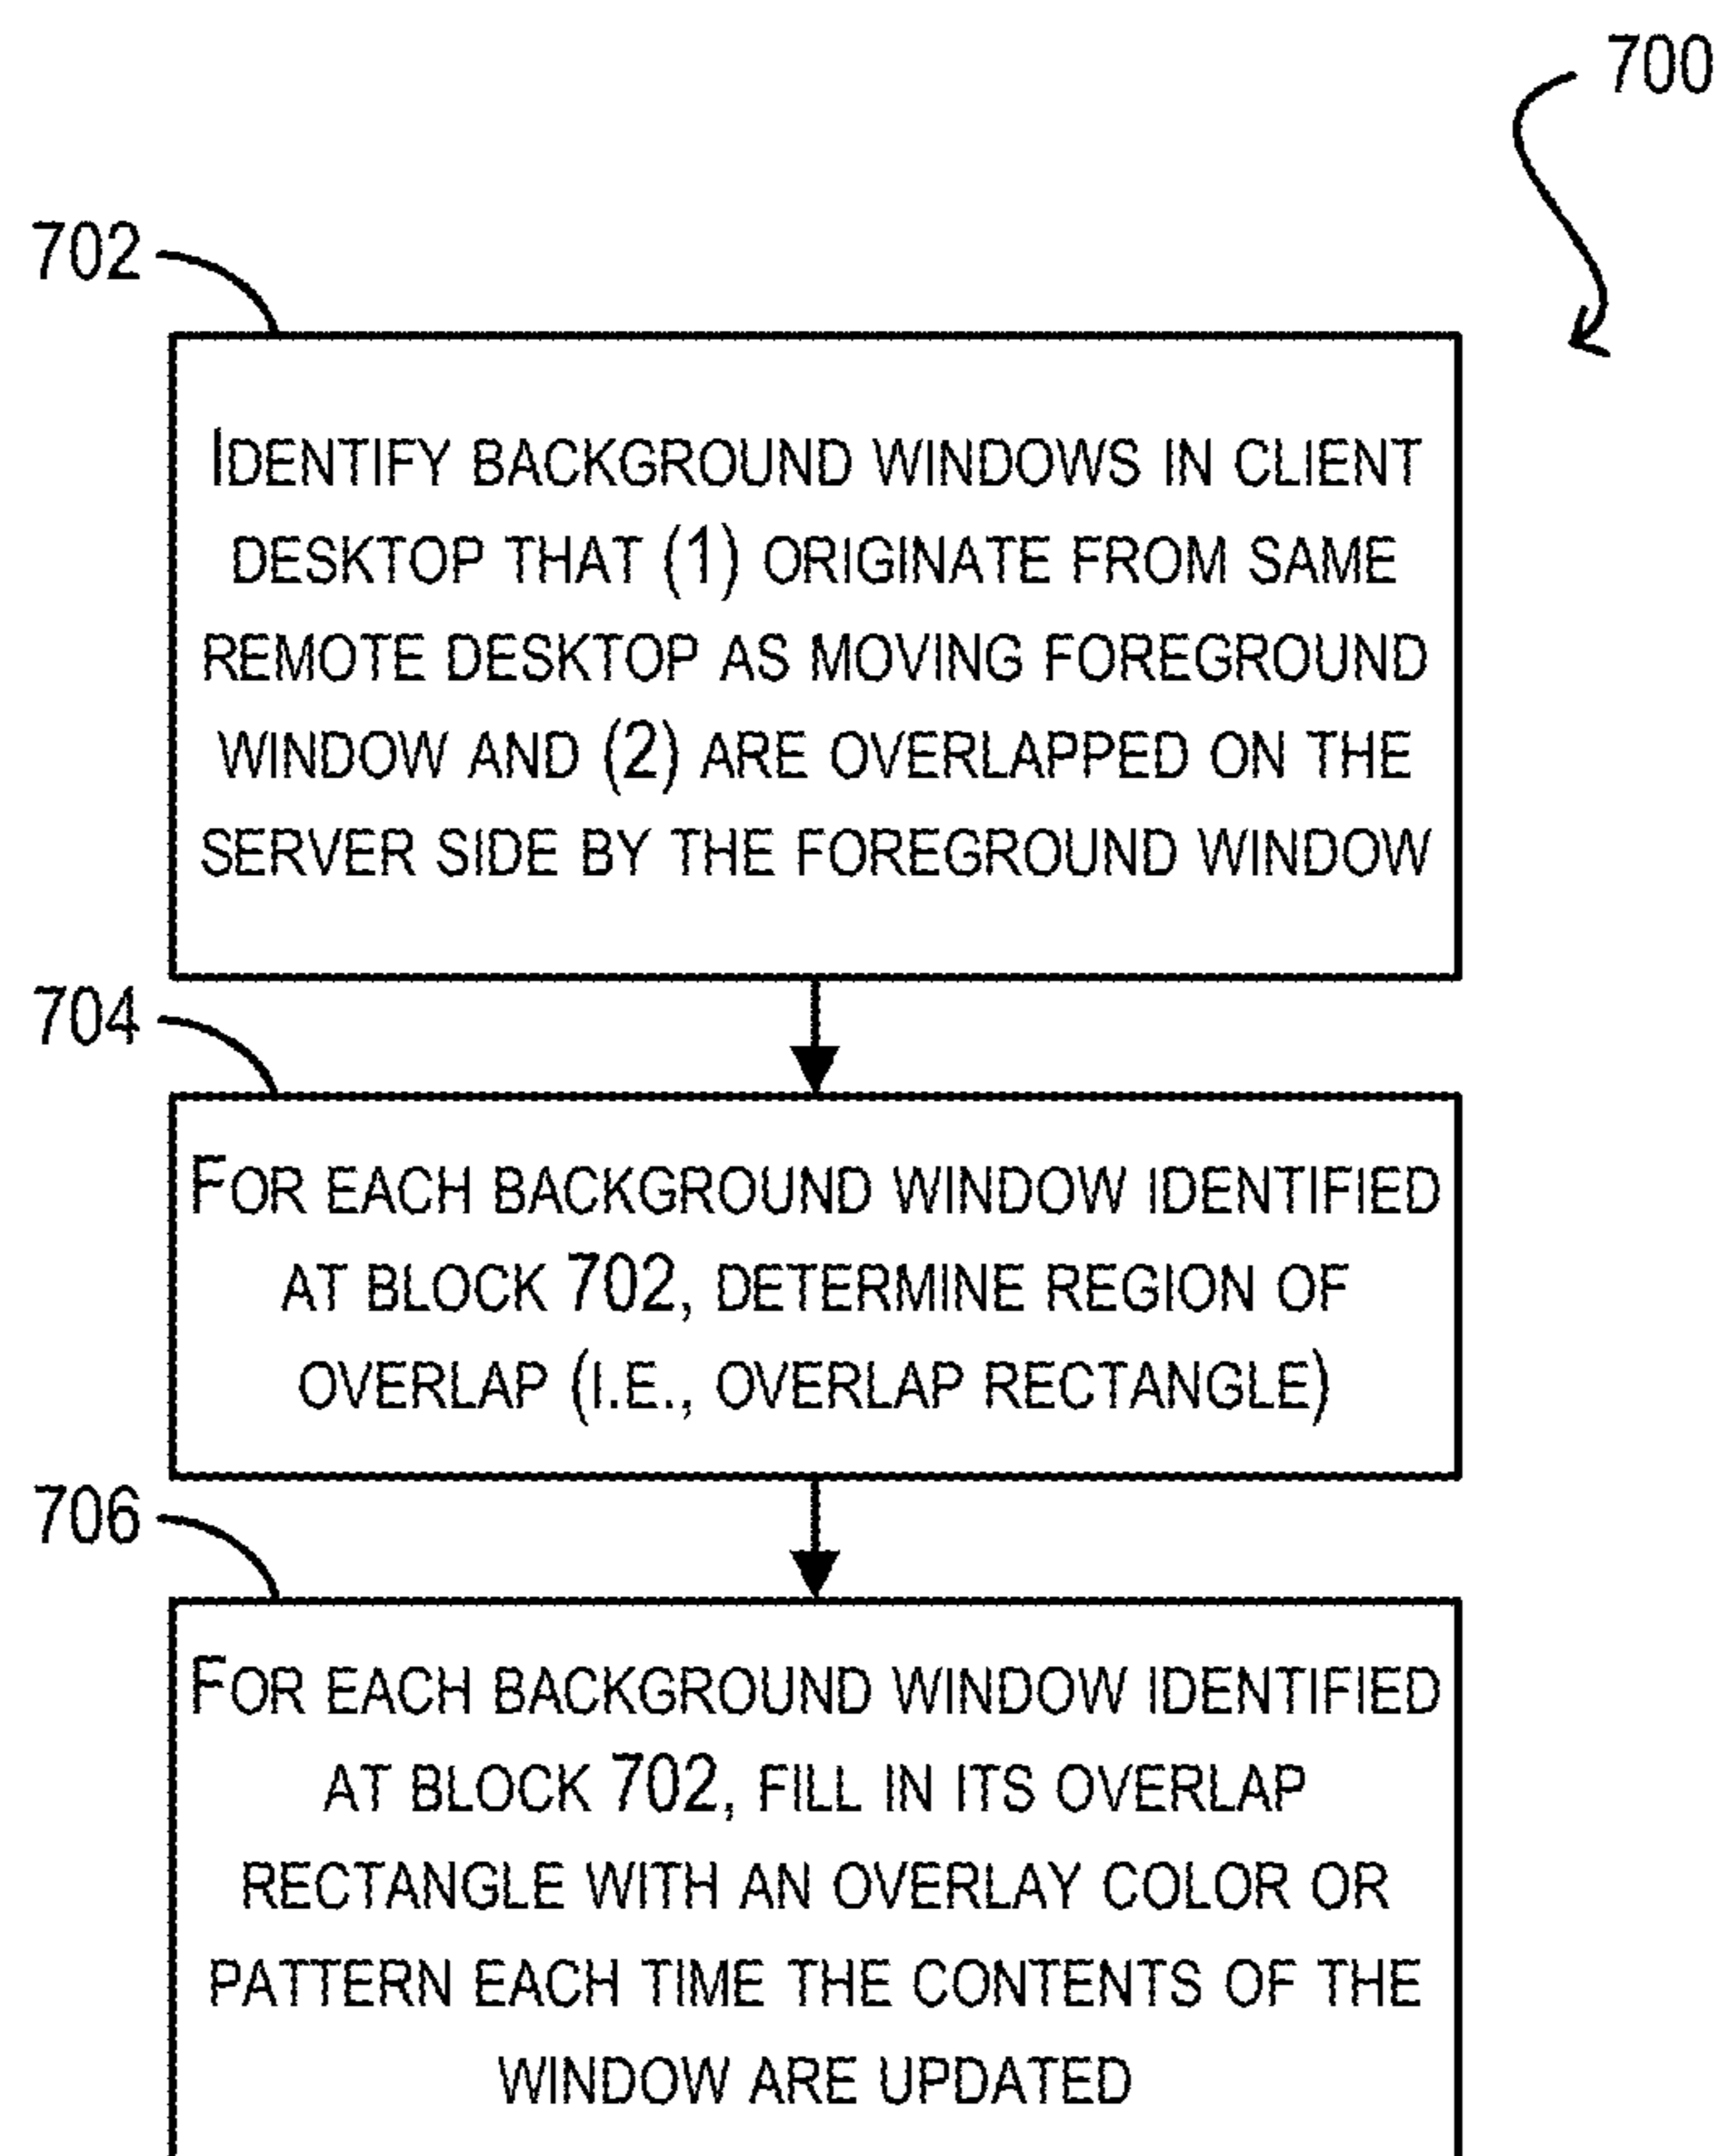 700
702
IDENTIFY BACKGROUND WINDOWS IN CLIENT
DESKTOP THAT (1) ORIGINATE FROM SAME
REMOTE DESKTOP AS MOVING FOREGROUND
WINDOW AND (2) ARE OVERLAPPED ON THE
SERVER SIDE BY THE FOREGROUND WINDOW
704
FOR EACH BACKGROUND WINDOW IDENTIFIED
AT BLOCK 702, DETERMINE REGION OF
OVERLAP (I.E., OVERLAP RECTANGLE)
706
FOR EACH BACKGROUND WINDOW IDENTIFIED
AT BLOCK 702, FILL IN ITS OVERLAP
RECTANGLE WITH AN OVERLAY COLOR OR
PATTERN EACH TIME THE CONTENTS OF THE
WINDOW ARE UPDATED